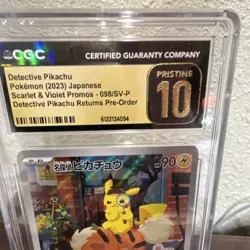 CGC
CERTIFIED GUARANTY COMPANY
Detective Pikachu
Pokémon (2023) Japanese
Scarlet & Violet Promos - 098/SV-P
Detective Pikachu Returns Pre-Order
PRISTINE
10
6122134094
名探偵ピカチュウ
90